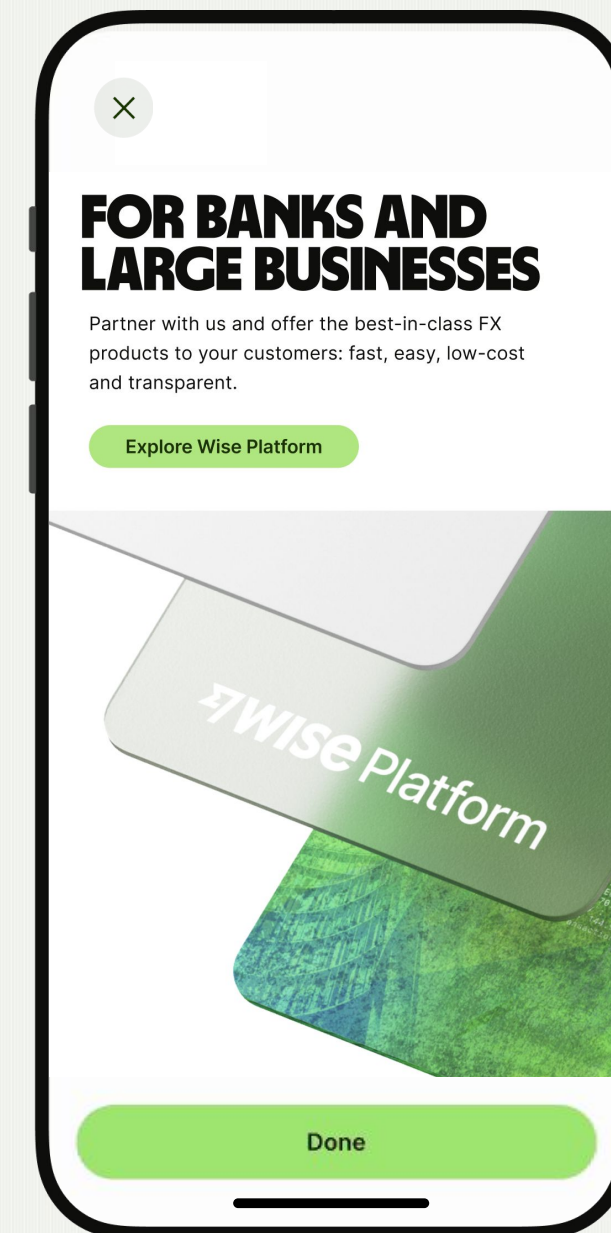 FOR BANKS AND
LARGE BUSINESSES
Partner with us and offer the best-in-class FX
products to your customers: fast, easy, low-cost
and transparent.
Explore Wise Platform
wise Platform
Done